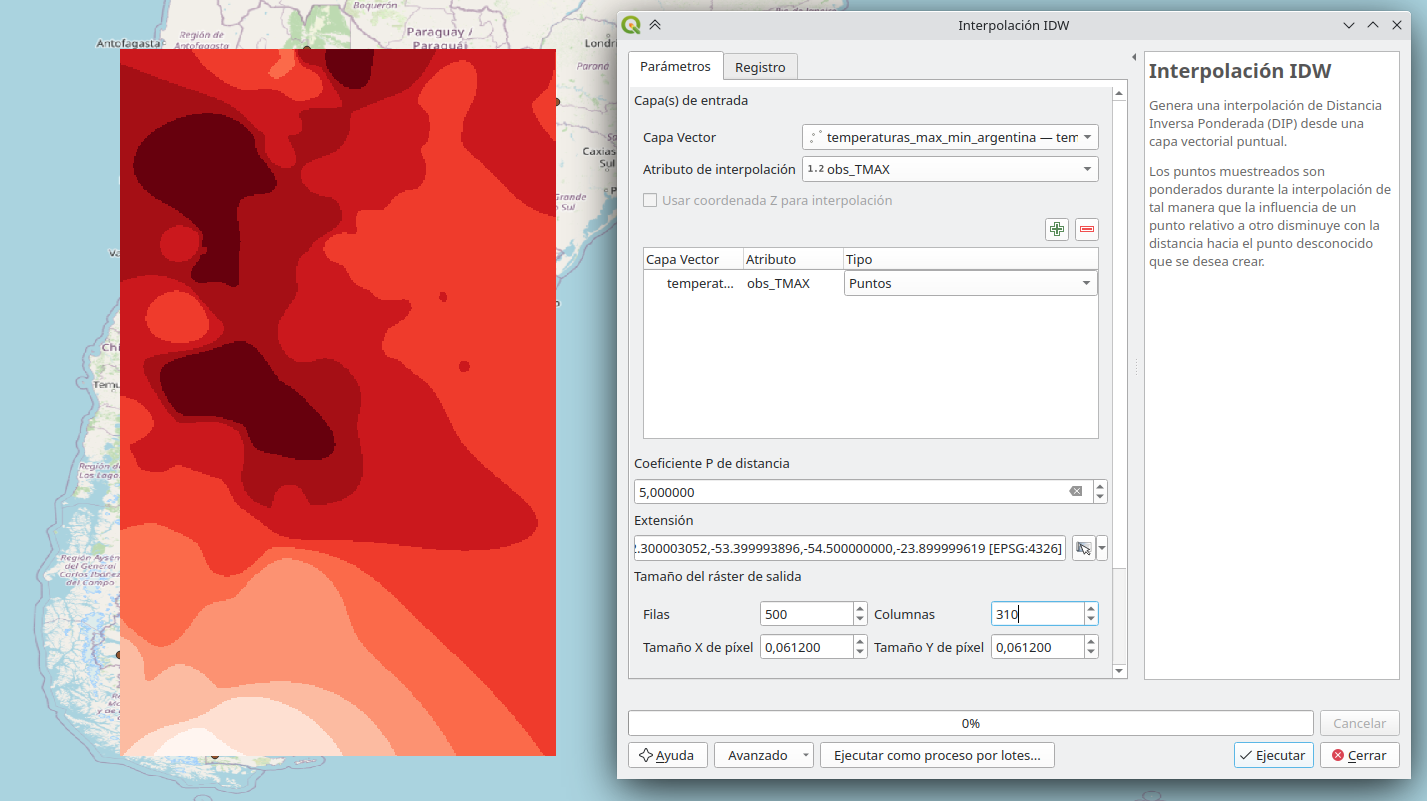 Boquerón
Antofagasta
Región de
Antofagasta
Paraguay /
Paraguái
Londri
Paraná
Interpolación IDW
Parámetros
Registro
Capa(s) de entrada
Capa Vector
temperaturas_max_min_argentina — tem
Atributo de interpolación
1.2 obs_TMAX
Usar coordenada Z para interpolación
Capa Vector
Atributo
Tipo
temperat...
obs_TMAX
Puntos
Coeficiente P de distancia
5,000000
Extensión
2.300003052,-53.399993896,-54.500000000,-23.899999619 [EPSG:4326]
Tamaño del ráster de salida
Filas
500
Columnas
310
Tamaño X de píxel
0,061200
Tamaño Y de píxel
0,061200
0%
Cancelar
Ayuda
Avanzado
Ejecutar como proceso por lotes...
Ejecutar
Cerrar
Interpolación IDW
Genera una interpolación de Distancia
Inversa Ponderada (DIP) desde una
capa vectorial puntual.
Los puntos muestreados son
ponderados durante la interpolación de
tal manera que la influencia de un
punto relativo a otro disminuye con la
distancia hacia el punto desconocido
que se desea crear.
Caxias
Sul
Grande
Sul
Va
Chi
Temu
Región d
Los Lago
Región Aysén
General
Carlos Ibáñez
del Campo